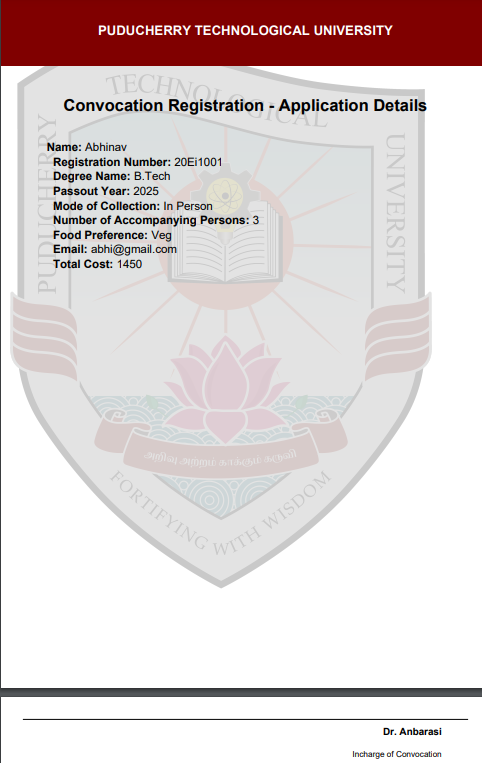 PUDUCHERRY TECHNOLOGICAL UNIVERSITY
TECHNOLOGICAL
PUDUCHERRY
UNIVERSITY
Convocation Registration - Application Details
Name: Abhinav
Registration Number: 20Ei1001
Degree Name: B.Tech
Passout Year: 2025
Mode of Collection: In Person
Number of Accompanying Persons: 3
Food Preference: Veg
Email: abhi@gmail.com
Total Cost: 1450
FORTIFYING WITH WISDOM
Dr. Anbarasi
Incharge of Convocation